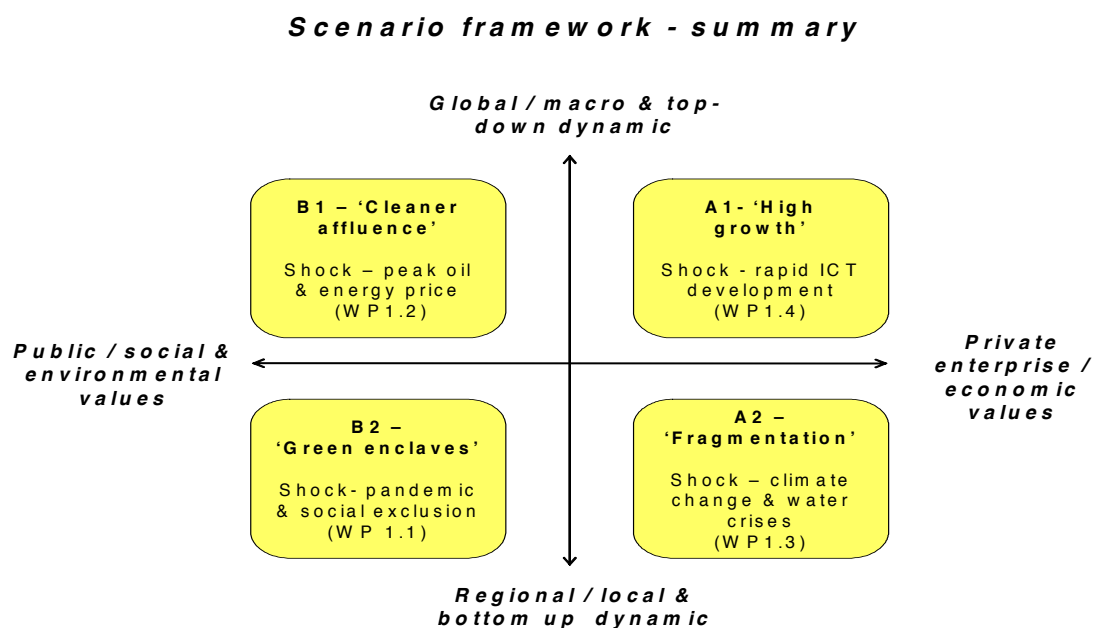 Scenario framework - summary
Global / macro & top-
down dynamic
B1 – ‘Cleaner
affluence’
Shock – peak oil
& energy price
(WP1.2)
A1- ‘High
growth’
Shock - rapid ICT
development
(WP1.4)
Public / social &
environmental
values
Private
enterprise /
economic
values
B2 –
‘Green enclaves’
Shock- pandemic
& social exclusion
(WP 1.1)
A2 –
‘Fragmentation’
Shock – climate
change & water
crises
(WP1.3)
Regional / local &
bottom up dynamic